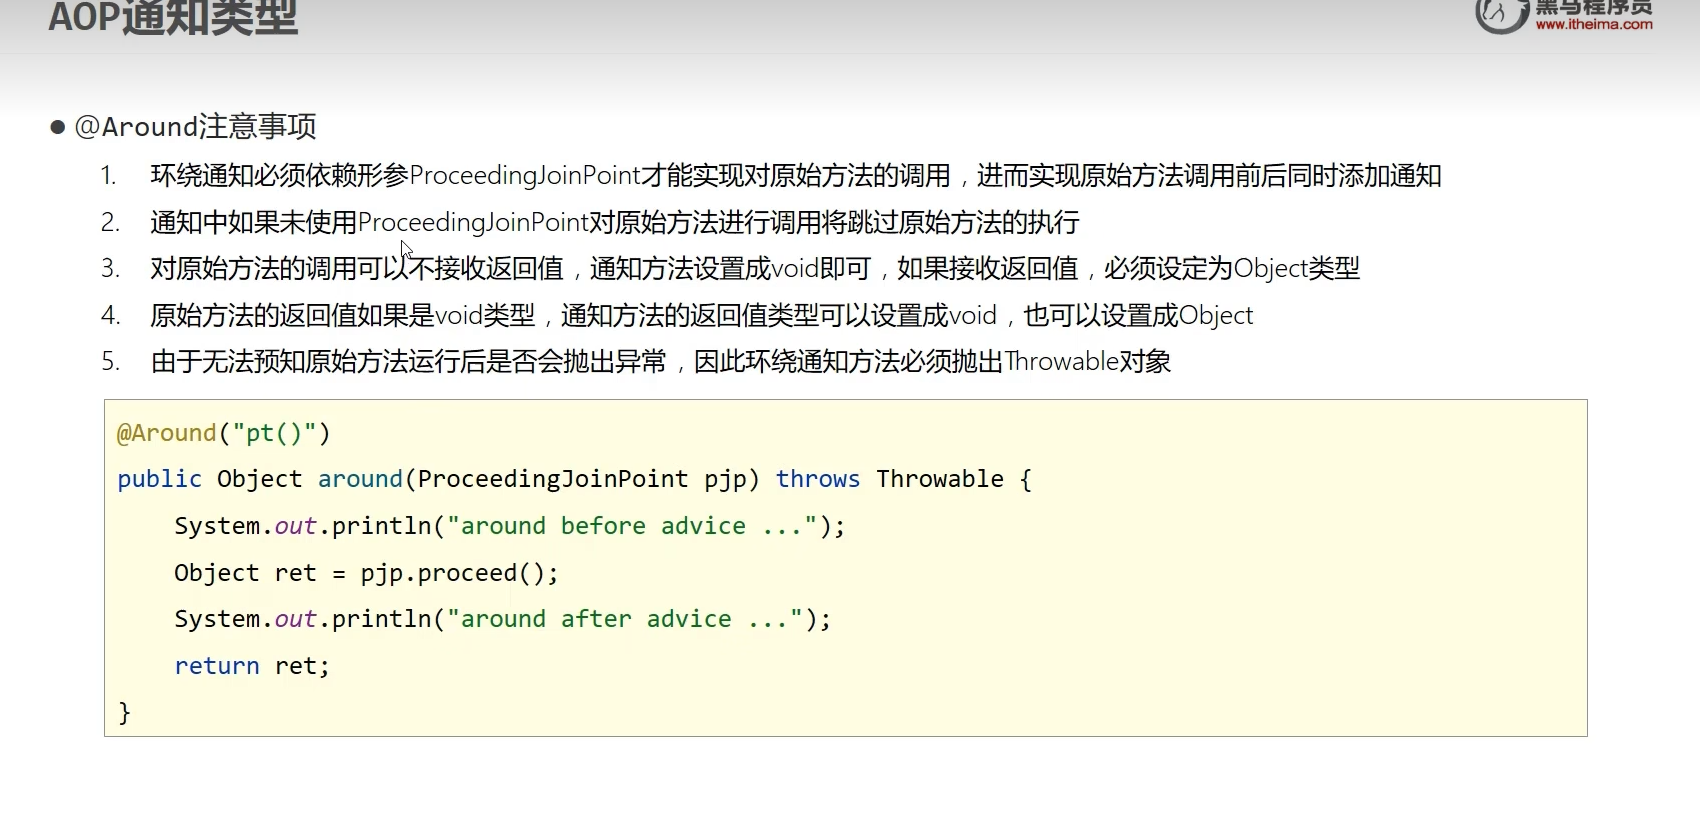 AOP通知类型
黑马程序员
www.itheima.com
● @Around注意事项
1. 环绕通知必须依赖形参ProceedingJoinPoint才能实现对原始方法的调用，进而实现原始方法调用前后同时添加通知
2. 通知中如果未使用ProceedingJoinPoint对原始方法进行调用将跳过原始方法的执行
3. 对原始方法的调用可以不接收返回值，通知方法设置成void即可，如果接收返回值，必须设定为Object类型
4. 原始方法的返回值如果是void类型，通知方法的返回值类型可以设置成void，也可以设置成Object
5. 由于无法预知原始方法运行后是否会抛出异常，因此环绕通知方法必须抛出Throwable对象
@Around("pt()")
public Object around(ProceedingJoinPoint pjp) throws Throwable {
    System.out.println("around before advice ...");
    Object ret = pjp.proceed();
    System.out.println("around after advice ...");
    return ret;
}